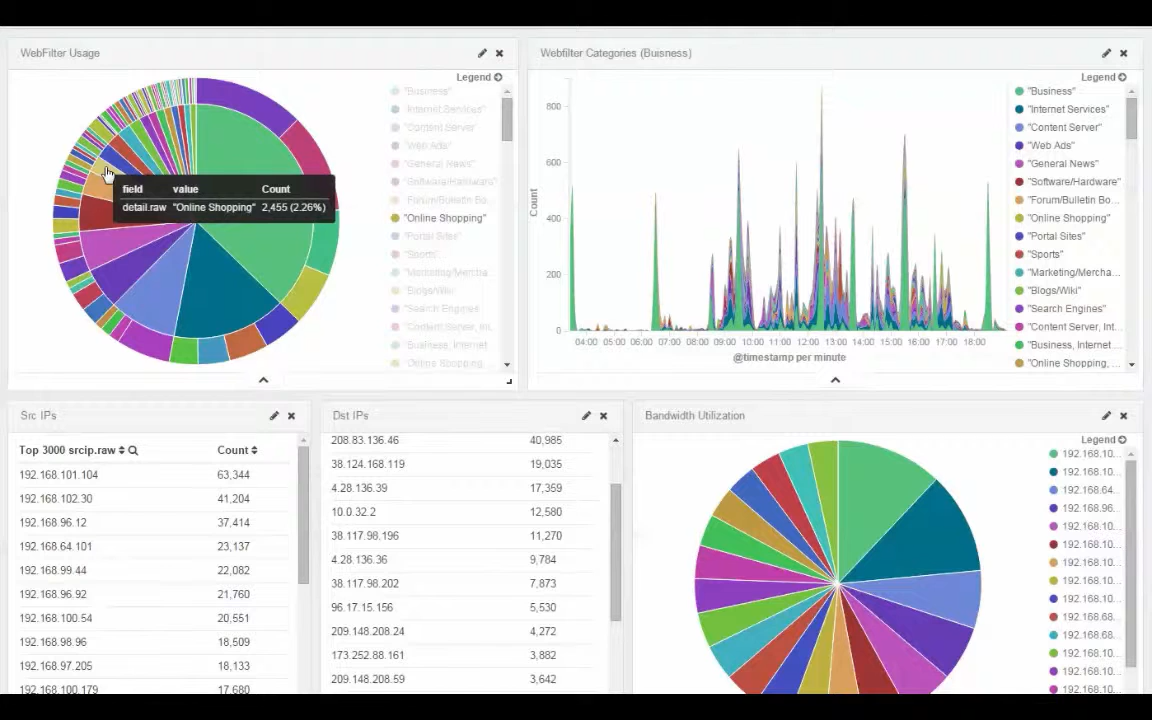 WebFilter Usage
Legend
"Business"
"Internet Services"
"Content Server"
"Web Ads"
"General News"
"Software/Hardware"
"Forum/Bulletin Bo...
"Online Shopping"
"Portal Sites"
"Sports"
"Marketing/Mercha...
"Blogs/Wiki"
"Search Engines"
"Content Server, Int...
"Business, Internet ...
"Online Shopping, ...
field value Count
detail.raw "Online Shopping" 2,455 (2.26%)
Webfilter Categories (Buisness)
Legend
Count
800
600
400
200
0
04:00 05:00 06:00 07:00 08:00 09:00 10:00 11:00 12:00 13:00 14:00 15:00 16:00 17:00 18:00
@timestamp per minute
"Business"
"Internet Services"
"Content Server"
"Web Ads"
"General News"
"Software/Hardware"
"Forum/Bulletin Bo...
"Online Shopping"
"Portal Sites"
"Sports"
"Marketing/Mercha...
"Blogs/Wiki"
"Search Engines"
"Content Server, Int...
"Business, Internet ...
"Online Shopping, ...
Src IPs
Top 3000 srcip.raw Count
192.168.101.104 63,344
192.168.102.30 41,204
192.168.96.12 37,414
192.168.64.101 23,137
192.168.99.44 22,082
192.168.96.92 21,760
192.168.100.54 20,551
192.168.98.96 18,509
192.168.97.205 18,133
192.168.100.179 17,680
Dst IPs
208.83.136.46 40,985
38.124.168.119 19,035
4.28.136.39 17,359
10.0.32.2 12,580
38.117.98.196 11,270
4.28.136.36 9,784
38.117.98.202 7,873
96.17.15.156 5,530
209.148.208.24 4,272
173.252.88.161 3,882
209.148.208.59 3,642
Bandwidth Utilization
Legend
192.168.10...
192.168.10...
192.168.64...
192.168.96...
192.168.10...
192.168.10...
192.168.10...
192.168.10...
192.168.10...
192.168.68...
192.168.68...
192.168.10...
192.168.10...
192.168.10...